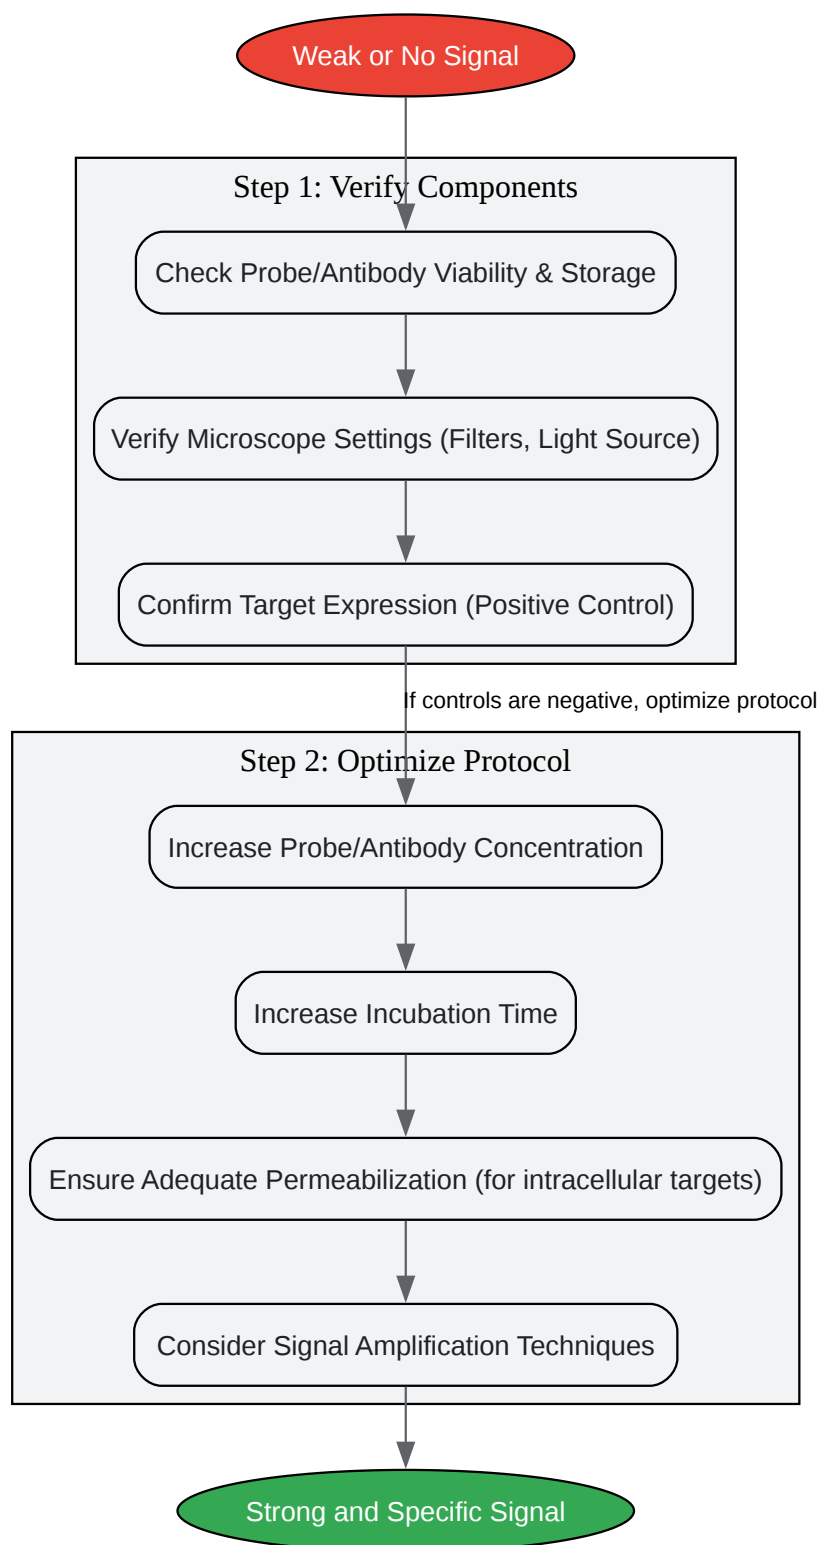 Weak or No Signal
Step 1: Verify Components
Check Probe/Antibody Viability & Storage
Verify Microscope Settings (Filters, Light Source)
Confirm Target Expression (Positive Control)
If controls are negative, optimize protocol
Step 2: Optimize Protocol
Increase Probe/Antibody Concentration
Increase Incubation Time
Ensure Adequate Permeabilization (for intracellular targets)
Consider Signal Amplification Techniques
Strong and Specific Signal